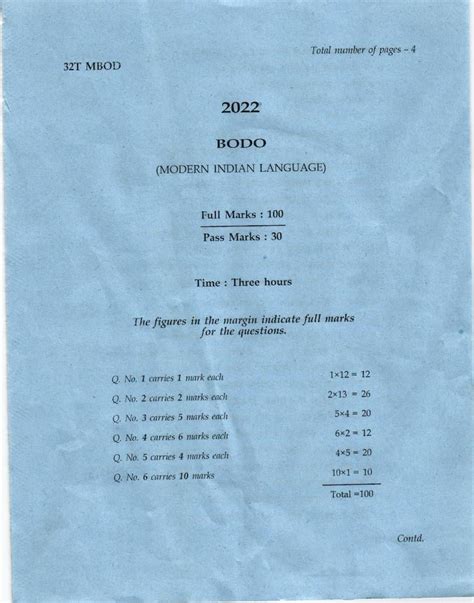 Total number of pages – 4
32T MBOD
2022
BODO
(MODERN INDIAN LANGUAGE)
Full Marks : 100
Pass Marks : 30
Time : Three hours
The figures in the margin indicate full marks
for the questions.
Q. No. 1 carries 1 mark each 1×12 = 12
Q. No. 2 carries 2 marks each 2×13 = 26
Q. No. 3 carries 5 marks each 5×4 = 20
Q. No. 4 carries 6 marks each 6×2 = 12
Q. No. 5 carries 4 marks each 4×5 = 20
Q. No. 6 carries 10 marks 10×1 = 10
Total =100
Contd.